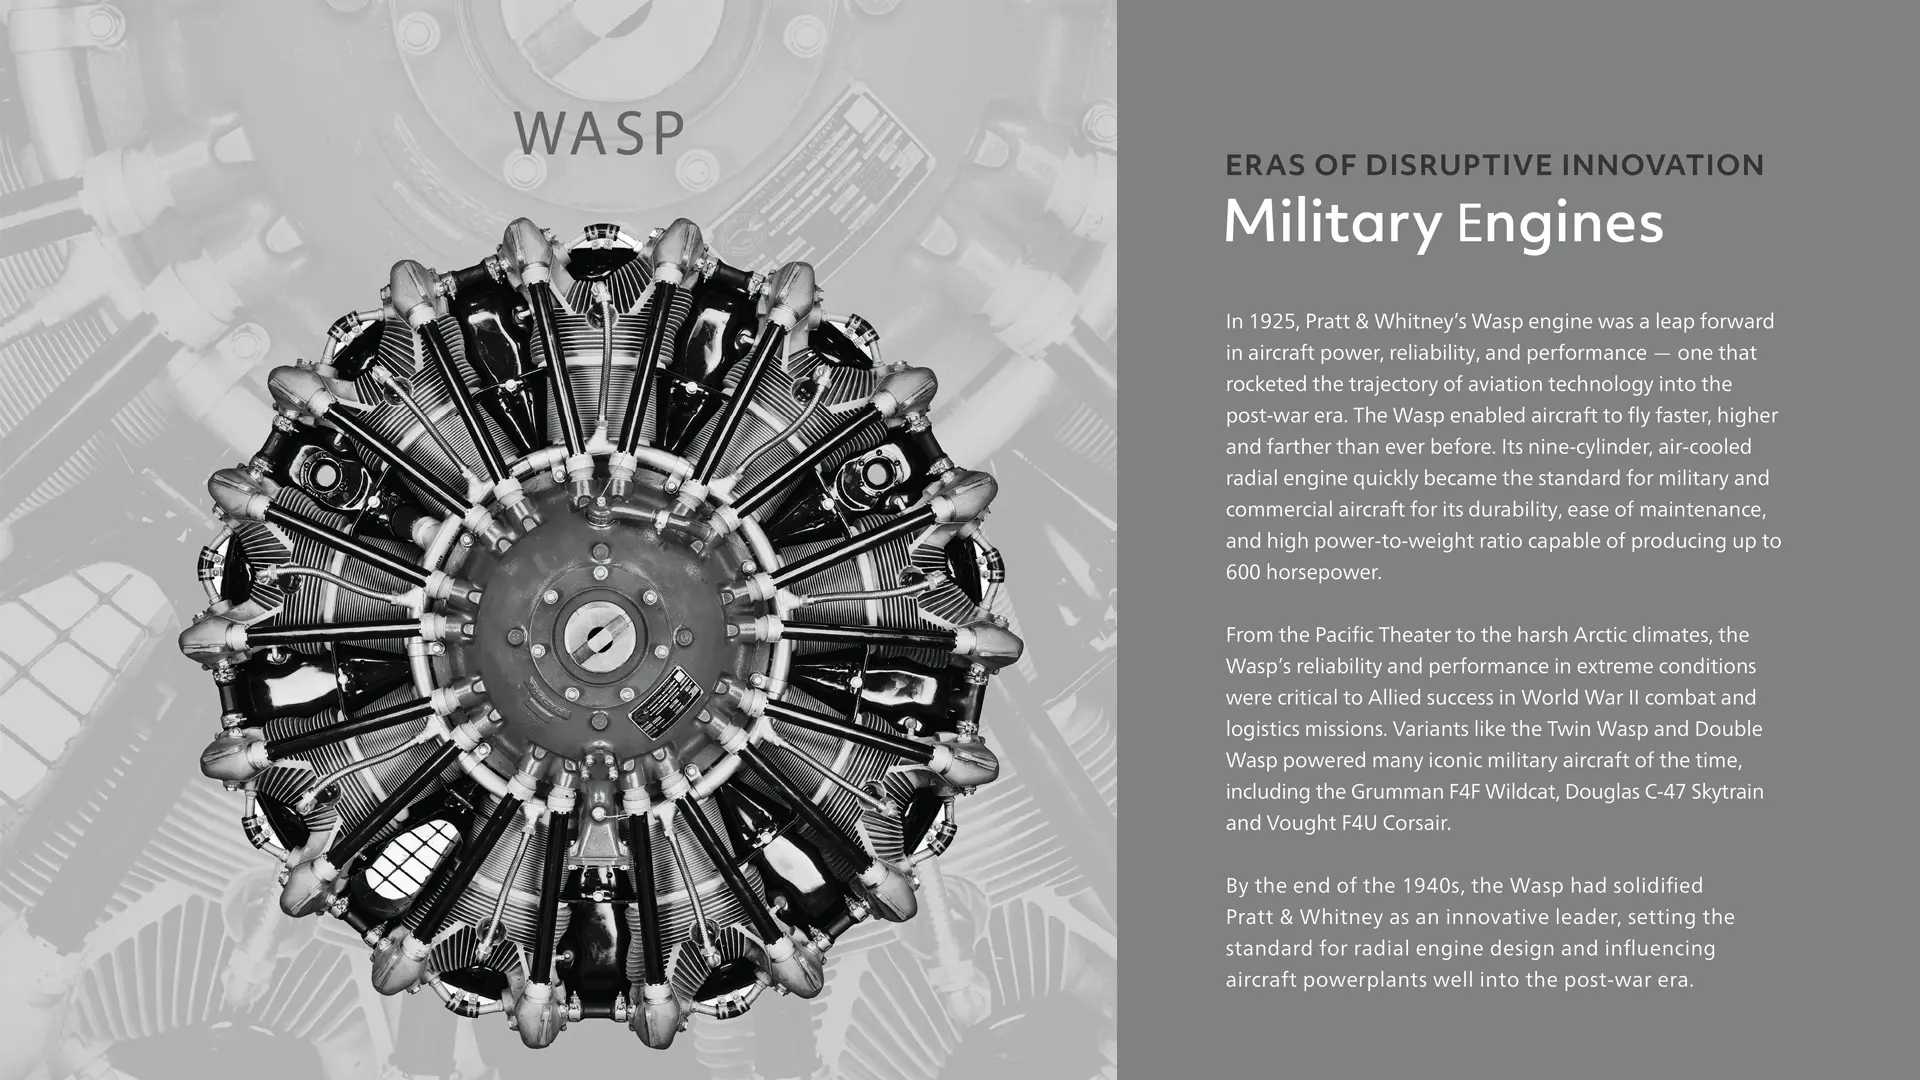 WASP
ERAS OF DISRUPTIVE INNOVATION
Military Engines
In 1925, Pratt & Whitney’s Wasp engine was a leap forward
in aircraft power, reliability, and performance — one that
rocketed the trajectory of aviation technology into the
post-war era. The Wasp enabled aircraft to fly faster, higher
and farther than ever before. Its nine-cylinder, air-cooled
radial engine quickly became the standard for military and
commercial aircraft for its durability, ease of maintenance,
and high power-to-weight ratio capable of producing up to
600 horsepower.
From the Pacific Theater to the harsh Arctic climates, the
Wasp’s reliability and performance in extreme conditions
were critical to Allied success in World War II combat and
logistics missions. Variants like the Twin Wasp and Double
Wasp powered many iconic military aircraft of the time,
including the Grumman F4F Wildcat, Douglas C-47 Skytrain
and Vought F4U Corsair.
By the end of the 1940s, the Wasp had solidified
Pratt & Whitney as an innovative leader, setting the
standard for radial engine design and influencing
aircraft powerplants well into the post-war era.